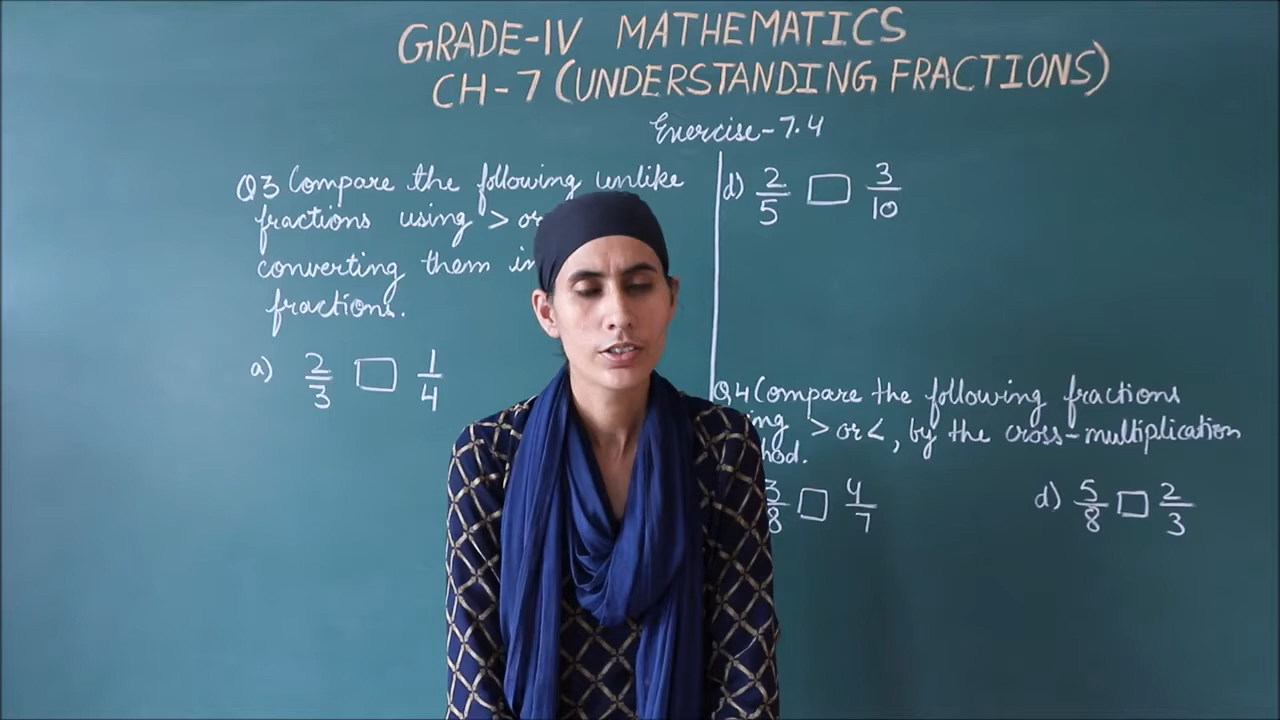 GRADE-IV MATHEMATICS
CH-7 (UNDERSTANDING FRACTIONS)
Exercise-7.4
Q3 Compare the following unlike
fractions using > or
converting them
fractions.
a) 2/3 □ 1/4
d) 2/5 □ 3/10
Q4 Compare the following fractions
> or <, by the cross-multiplication
3/8 □ 4/7
d) 5/8 □ 2/3